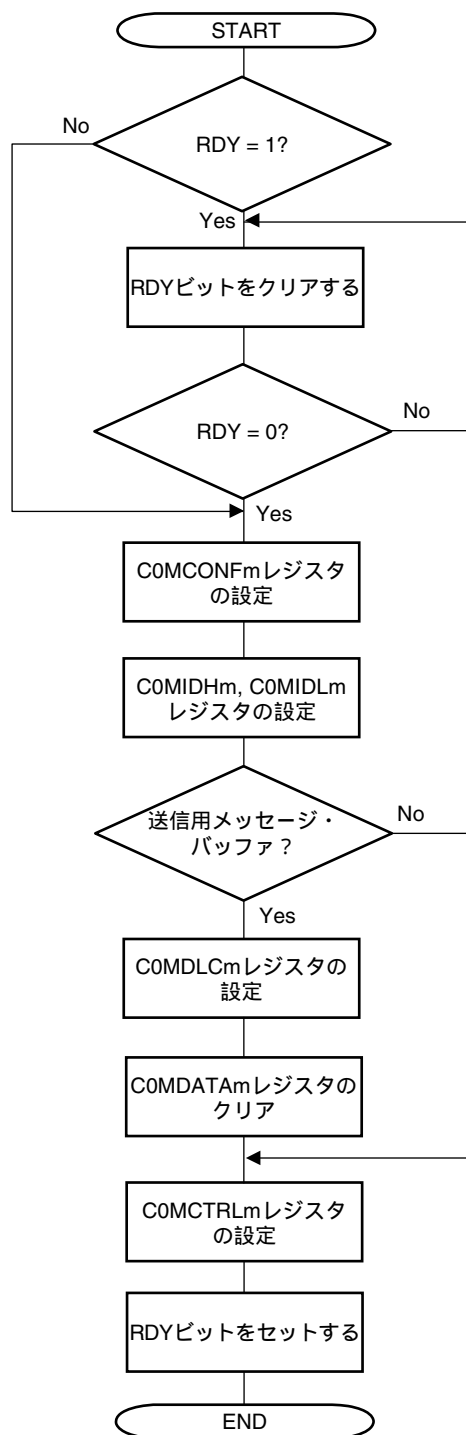 START
No
RDY = 1?
Yes
RDYビットをクリアする
No
RDY = 0?
Yes
C0MCONFmレジスタ
の設定
C0MIDHm, C0MIDLm
レジスタの設定
送信用メッセージ・
バッファ？
No
Yes
C0MDLCmレジスタの
設定
C0MDATAmレジスタの
クリア
C0MCTRLmレジスタ
の設定
RDYビットをセットする
END